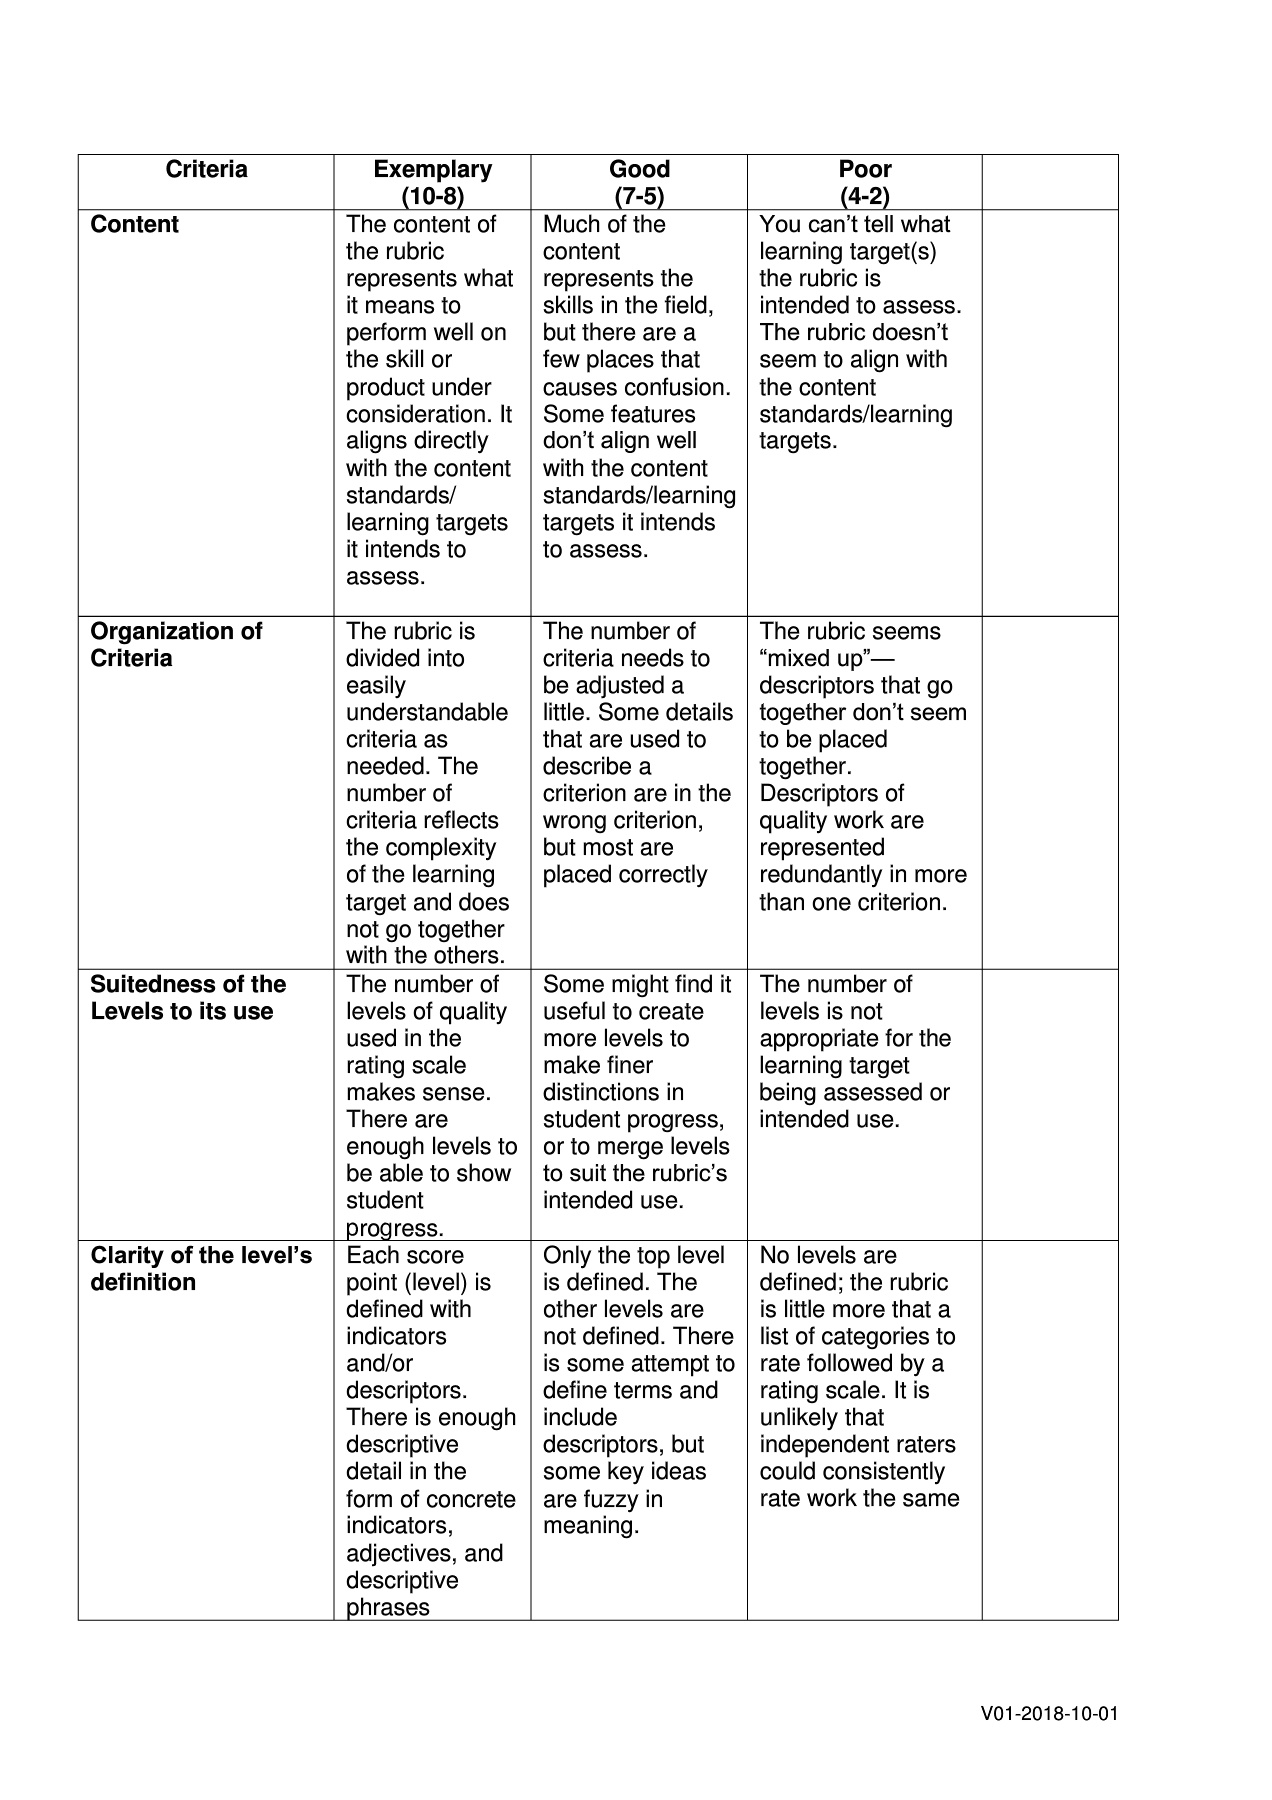 Criteria
Exemplary
(10-8)
Good
(7-5)
Poor
(4-2)
Content
The content of
the rubric
represents what
it means to
perform well on
the skill or
product under
consideration. It
aligns directly
with the content
standards/
learning targets
it intends to
assess.
Much of the
content
represents the
skills in the field,
but there are a
few places that
causes confusion.
Some features
don’t align well
with the content
standards/learning
targets it intends
to assess.
You can’t tell what
learning target(s)
the rubric is
intended to assess.
The rubric doesn’t
seem to align with
the content
standards/learning
targets.
Organization of
Criteria
The rubric is
divided into
easily
understandable
criteria as
needed. The
number of
criteria reflects
the complexity
of the learning
target and does
not go together
with the others.
The number of
criteria needs to
be adjusted a
little. Some details
that are used to
describe a
criterion are in the
wrong criterion,
but most are
placed correctly
The rubric seems
“mixed up”—
descriptors that go
together don’t seem
to be placed
together.
Descriptors of
quality work are
represented
redundantly in more
than one criterion.
Suitedness of the
Levels to its use
The number of
levels of quality
used in the
rating scale
makes sense.
There are
enough levels to
be able to show
student
progress.
Some might find it
useful to create
more levels to
make finer
distinctions in
student progress,
or to merge levels
to suit the rubric’s
intended use.
The number of
levels is not
appropriate for the
learning target
being assessed or
intended use.
Clarity of the level’s
definition
Each score
point (level) is
defined with
indicators
and/or
descriptors.
There is enough
descriptive
detail in the
form of concrete
indicators,
adjectives, and
descriptive
phrases
Only the top level
is defined. The
other levels are
not defined. There
is some attempt to
define terms and
include
descriptors, but
some key ideas
are fuzzy in
meaning.
No levels are
defined; the rubric
is little more that a
list of categories to
rate followed by a
rating scale. It is
unlikely that
independent raters
could consistently
rate work the same
V01-2018-10-01